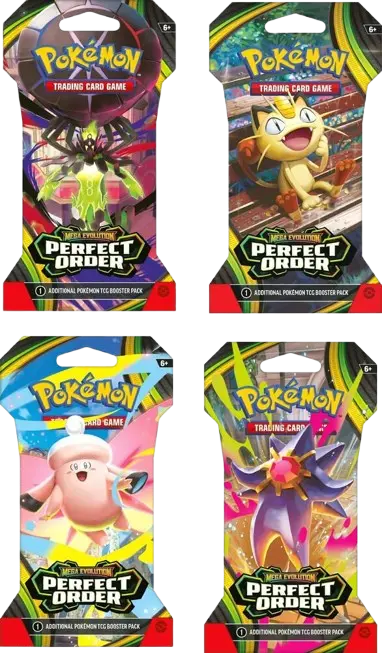 6+
POKéMON
TRADING CARD GAME
MEGA EVOLUTION
PERFECT
ORDER
1 ADDITIONAL POKÉMON TCG BOOSTER PACK
6+
POKéMON
TRADING CARD GAME
MEGA EVOLUTION
PERFECT
ORDER
1 ADDITIONAL POKÉMON TCG BOOSTER PACK
6+
POKéMON
CARD GAME
MEGA EVOLUTION
PERFECT
ORDER
1 ADDITIONAL POKÉMON TCG BOOSTER PACK
6+
POKéMON
TRADING CARD
MEGA EVOLUTION
PERFECT
ORDER
1 ADDITIONAL POKÉMON TCG BOOSTER PACK